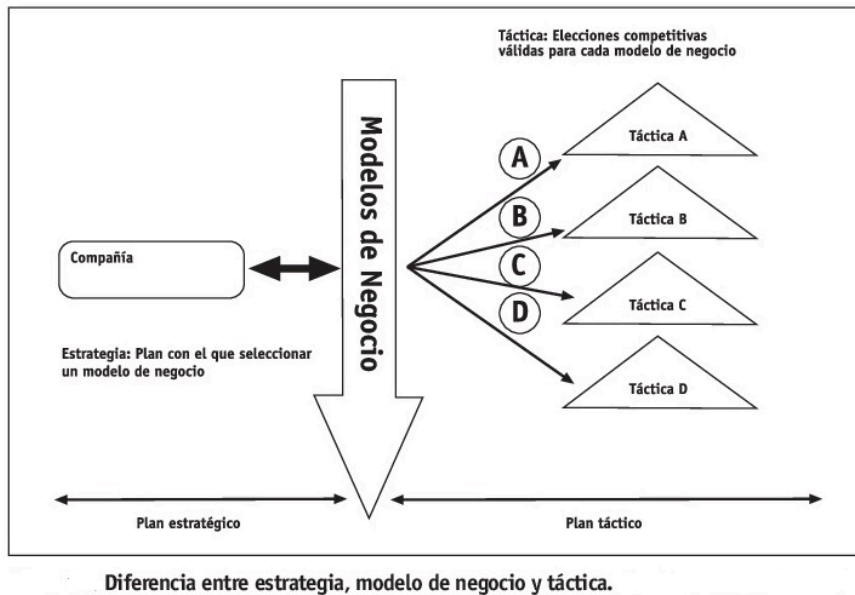 Táctica: Elecciones competitivas
válidas para cada modelo de negocio
Modelos de Negocio
A
Táctica A
B
Táctica B
Compañía
C
Táctica C
D
Estrategia: Plan con el que seleccionar
un modelo de negocio
Táctica D
Plan estratégico
Plan táctico
Diferencia entre estrategia, modelo de negocio y táctica.